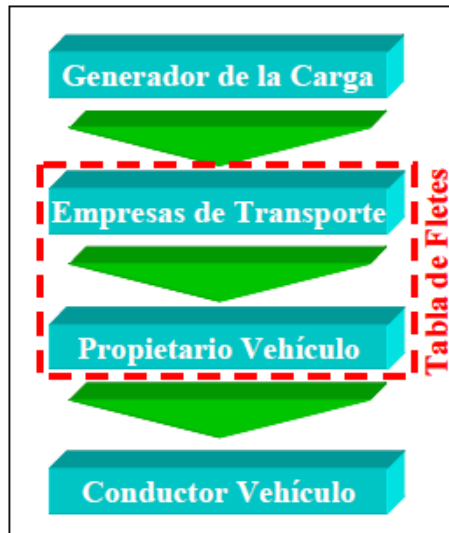 Generador de la Carga
Empresas de Transporte
Propietario Vehículo
Conductor Vehículo
Tabla de Fletes